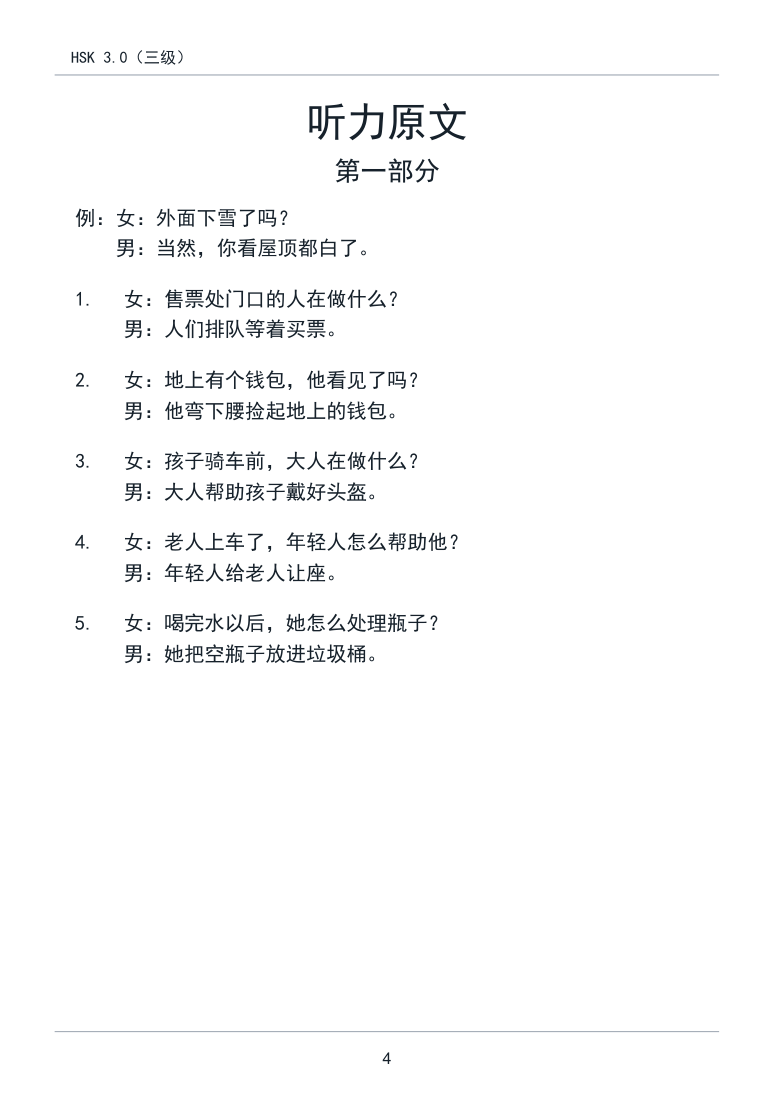 HSK 3.0（三级）
听力原文
第一部分
例：女：外面下雪了吗？
男：当然，你看屋顶都白了。
1. 女：售票处门口的人在做什么？
男：人们排队等着买票。
2. 女：地上有个钱包，他看见了吗？
男：他弯下腰捡起地上的钱包。
3. 女：孩子骑车前，大人在做什么？
男：大人帮助孩子戴好头盔。
4. 女：老人上车了，年轻人怎么帮助他？
男：年轻人给老人让座。
5. 女：喝完水以后，她怎么处理瓶子？
男：她把空瓶子放进垃圾桶。
4